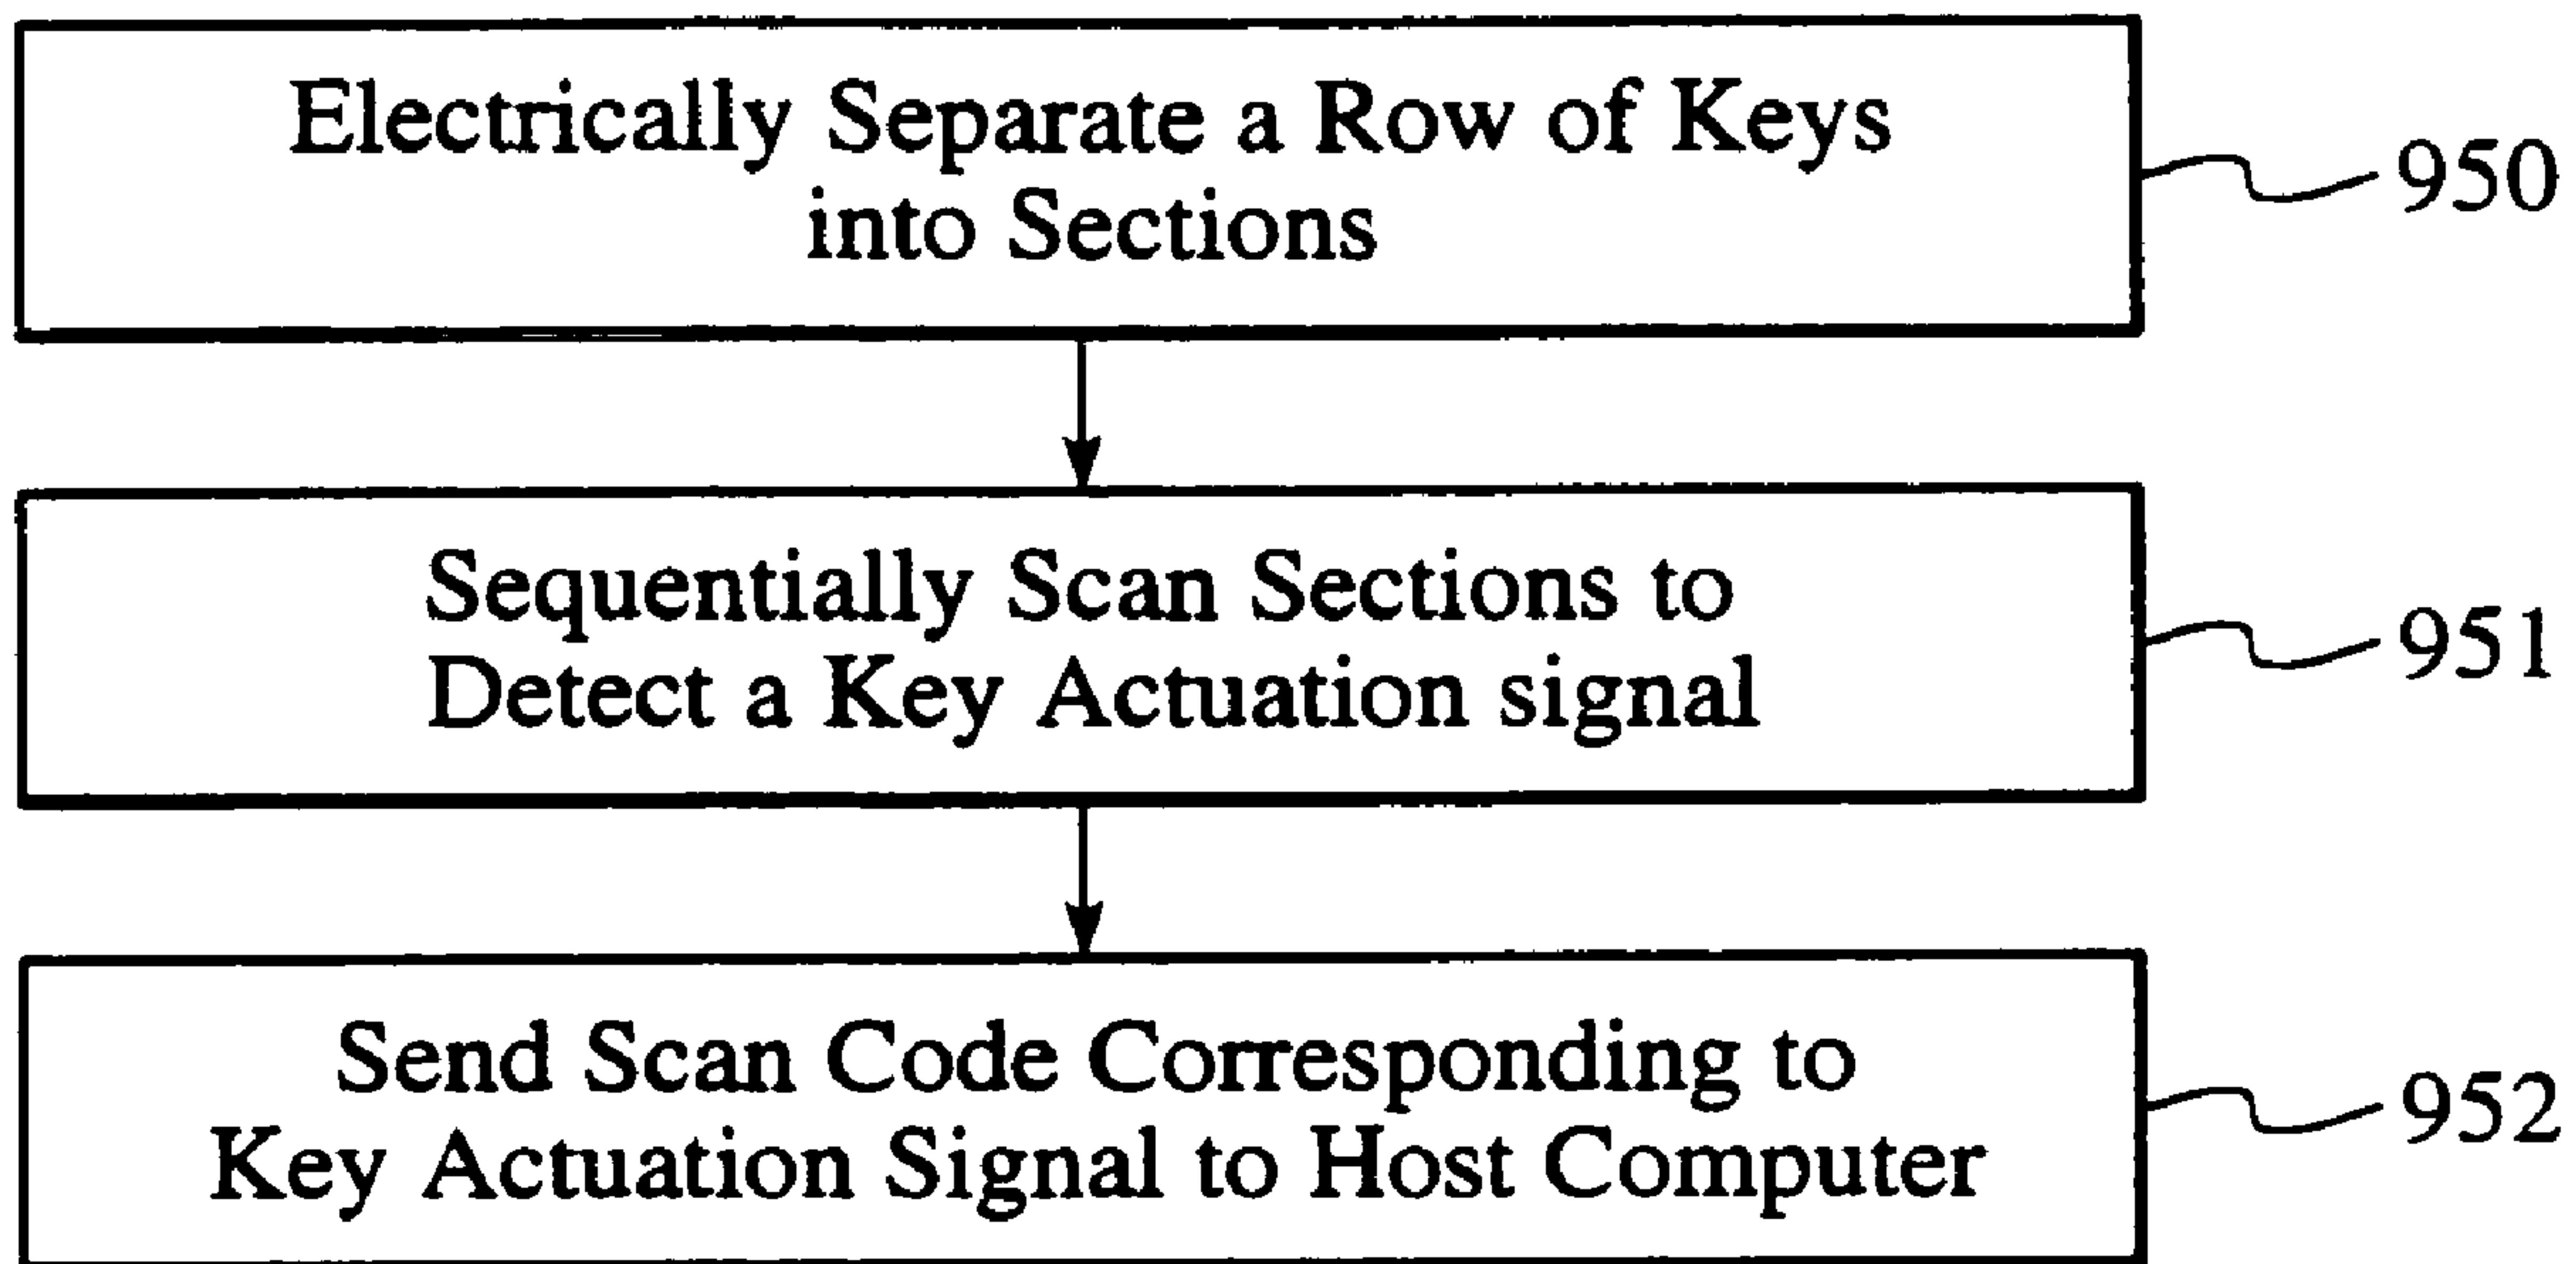 Electrically Separate a Row of Keys
into Sections
950
Sequentially Scan Sections to
Detect a Key Actuation signal
951
Send Scan Code Corresponding to
Key Actuation Signal to Host Computer
952